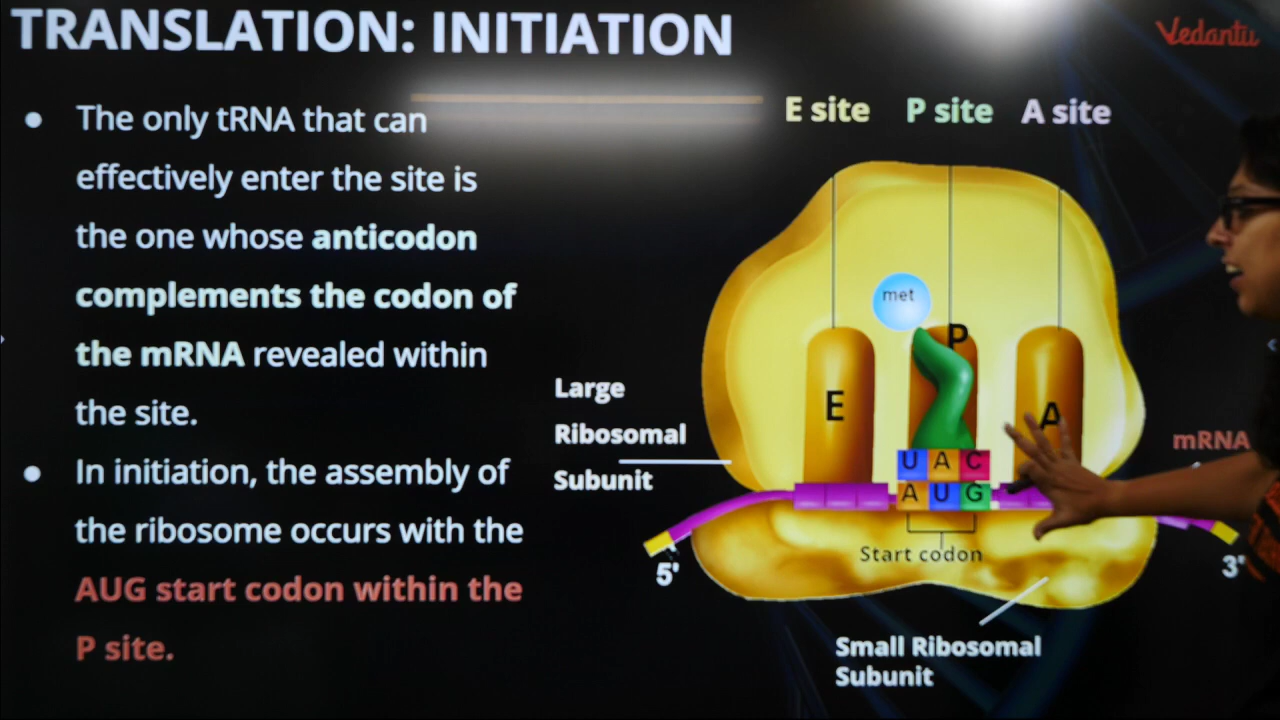 TRANSLATION: INITIATION
Vedantu
• The only tRNA that can
effectively enter the site is
the one whose anticodon
complements the codon of
the mRNA revealed within
the site.
• In initiation, the assembly of
the ribosome occurs with the
AUG start codon within the
P site.
E site P site A site
met
P
E
A
Large
Ribosomal
Subunit
mRNA
U A C
A U G
Start codon
5'
3'
Small Ribosomal
Subunit